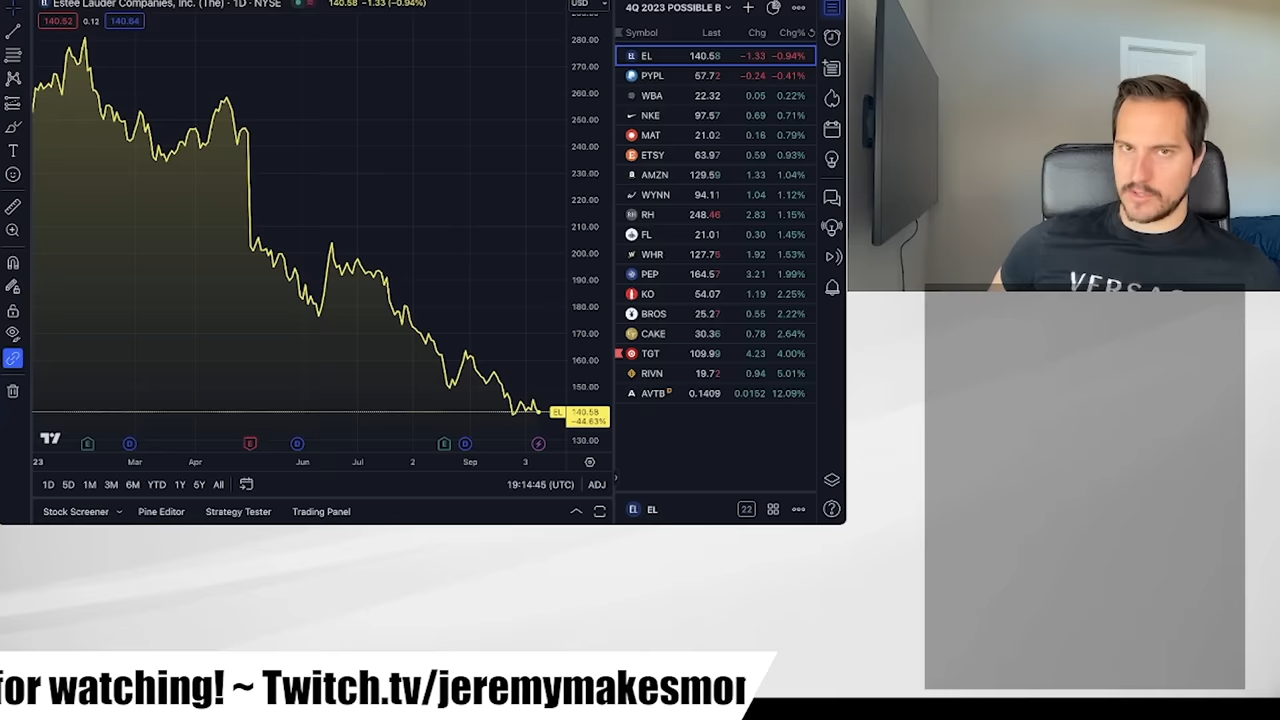 Estée Lauder Companies, Inc. (The) · 1D · NYSE 140.58 −1.33 (−0.94%)
USD
140.52 0.12 140.64
280.00
270.00
260.00
250.00
240.00
230.00
220.00
210.00
200.00
190.00
180.00
170.00
160.00
150.00
EL 140.58
−44.63%
130.00
E D E D E D
23 Mar Apr Jun Jul 2 Sep 3
1D 5D 1M 3M 6M YTD 1Y 5Y All 19:14:45 (UTC) ADJ
Stock Screener Pine Editor Strategy Tester Trading Panel
4Q 2023 POSSIBLE B
Symbol Last Chg Chg%
EL 140.58 −1.33 −0.94%
PYPL 57.72 −0.24 −0.41%
WBA 22.32 0.05 0.22%
NKE 97.57 0.69 0.71%
MAT 21.02 0.16 0.79%
ETSY 63.97 0.59 0.93%
AMZN 129.59 1.33 1.04%
WYNN 94.11 1.04 1.12%
RH 248.46 2.83 1.15%
FL 21.01 0.30 1.45%
WHR 127.75 1.92 1.53%
PEP 164.57 3.21 1.99%
KO 54.07 1.19 2.25%
BROS 25.27 0.55 2.22%
CAKE 30.36 0.78 2.64%
TGT 109.99 4.23 4.00%
RIVN 19.72 0.94 5.01%
AVTB D 0.1409 0.0152 12.09%
EL EL 22
VERSAC
for watching! ~ Twitch.tv/jeremymakesmon